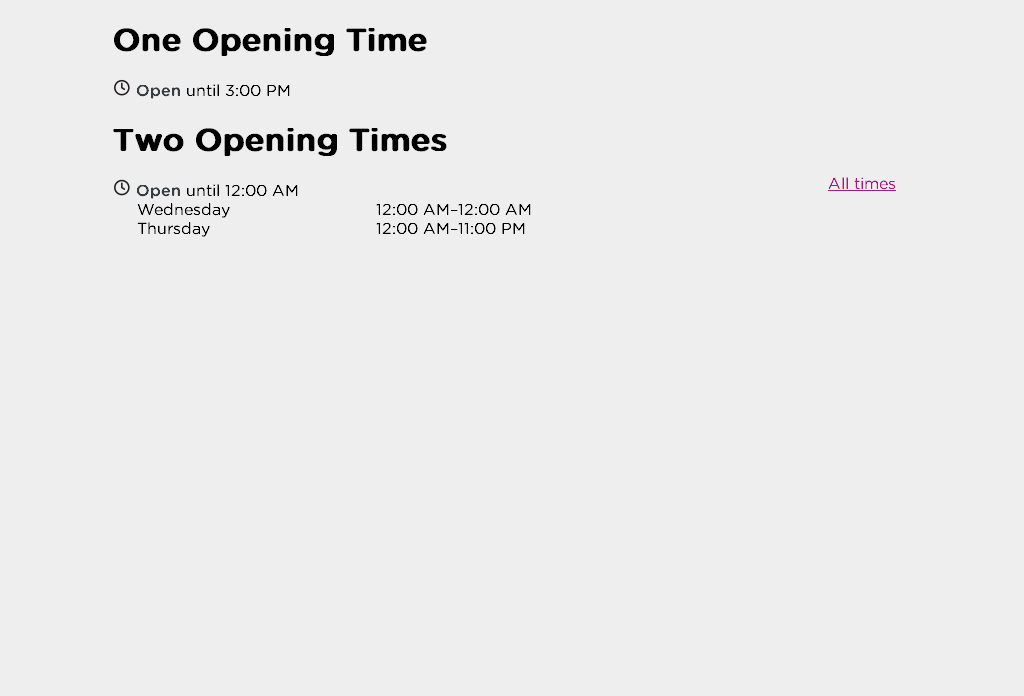 One Opening Time
Open until 3:00 PM
Two Opening Times
Open until 12:00 AM
All times
Wednesday 12:00 AM–12:00 AM
Thursday 12:00 AM–11:00 PM